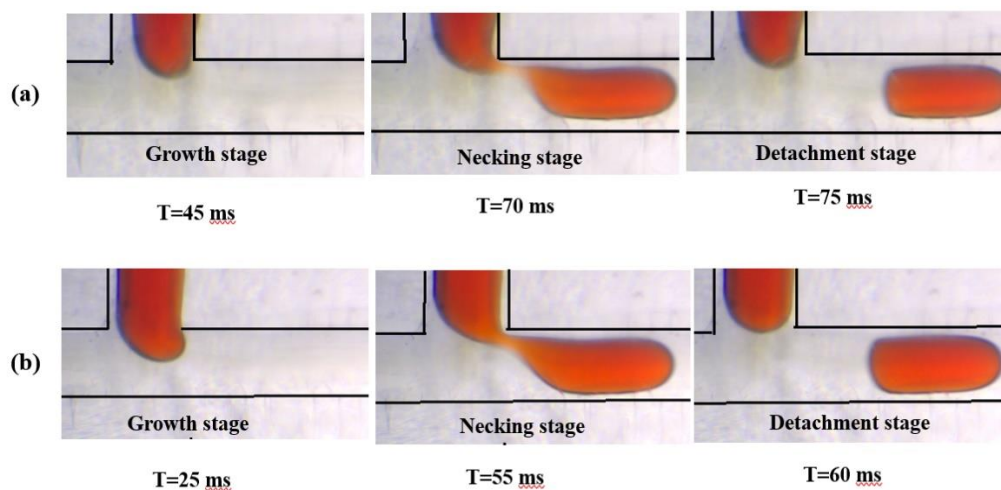 (a)
Growth stage
Necking stage
Detachment stage
T=45 ms
T=70 ms
T=75 ms
(b)
Growth stage
Necking stage
Detachment stage
T=25 ms
T=55 ms
T=60 ms